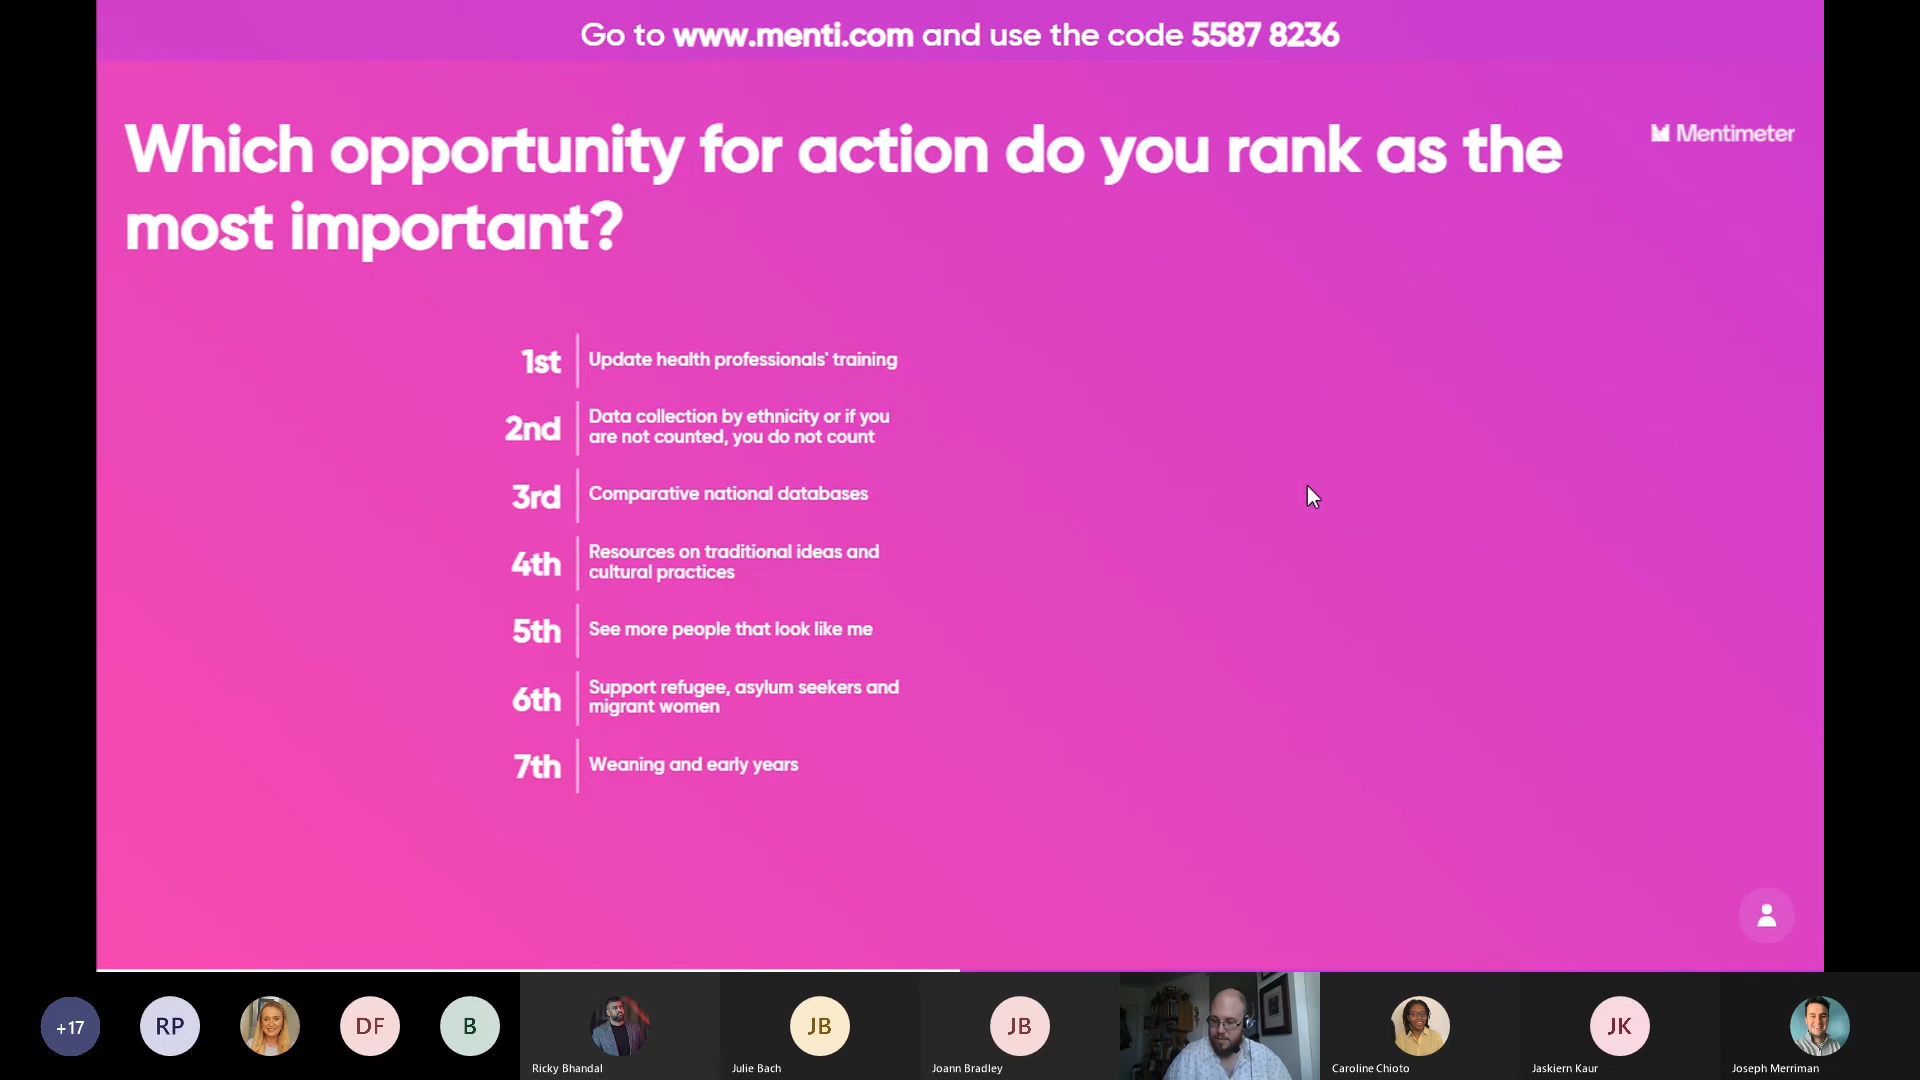 Go to www.menti.com and use the code 5587 8236
Which opportunity for action do you rank as the
most important?
Mentimeter
1st
Update health professionals' training
2nd
Data collection by ethnicity or if you
are not counted, you do not count
3rd
Comparative national databases
4th
Resources on traditional ideas and
cultural practices
5th
See more people that look like me
6th
Support refugee, asylum seekers and
migrant women
7th
Weaning and early years
+17
RP
DF
B
JB
JB
JK
Ricky Bhandal
Julie Bach
Joann Bradley
Caroline Chioto
Jaskiern Kaur
Joseph Merriman